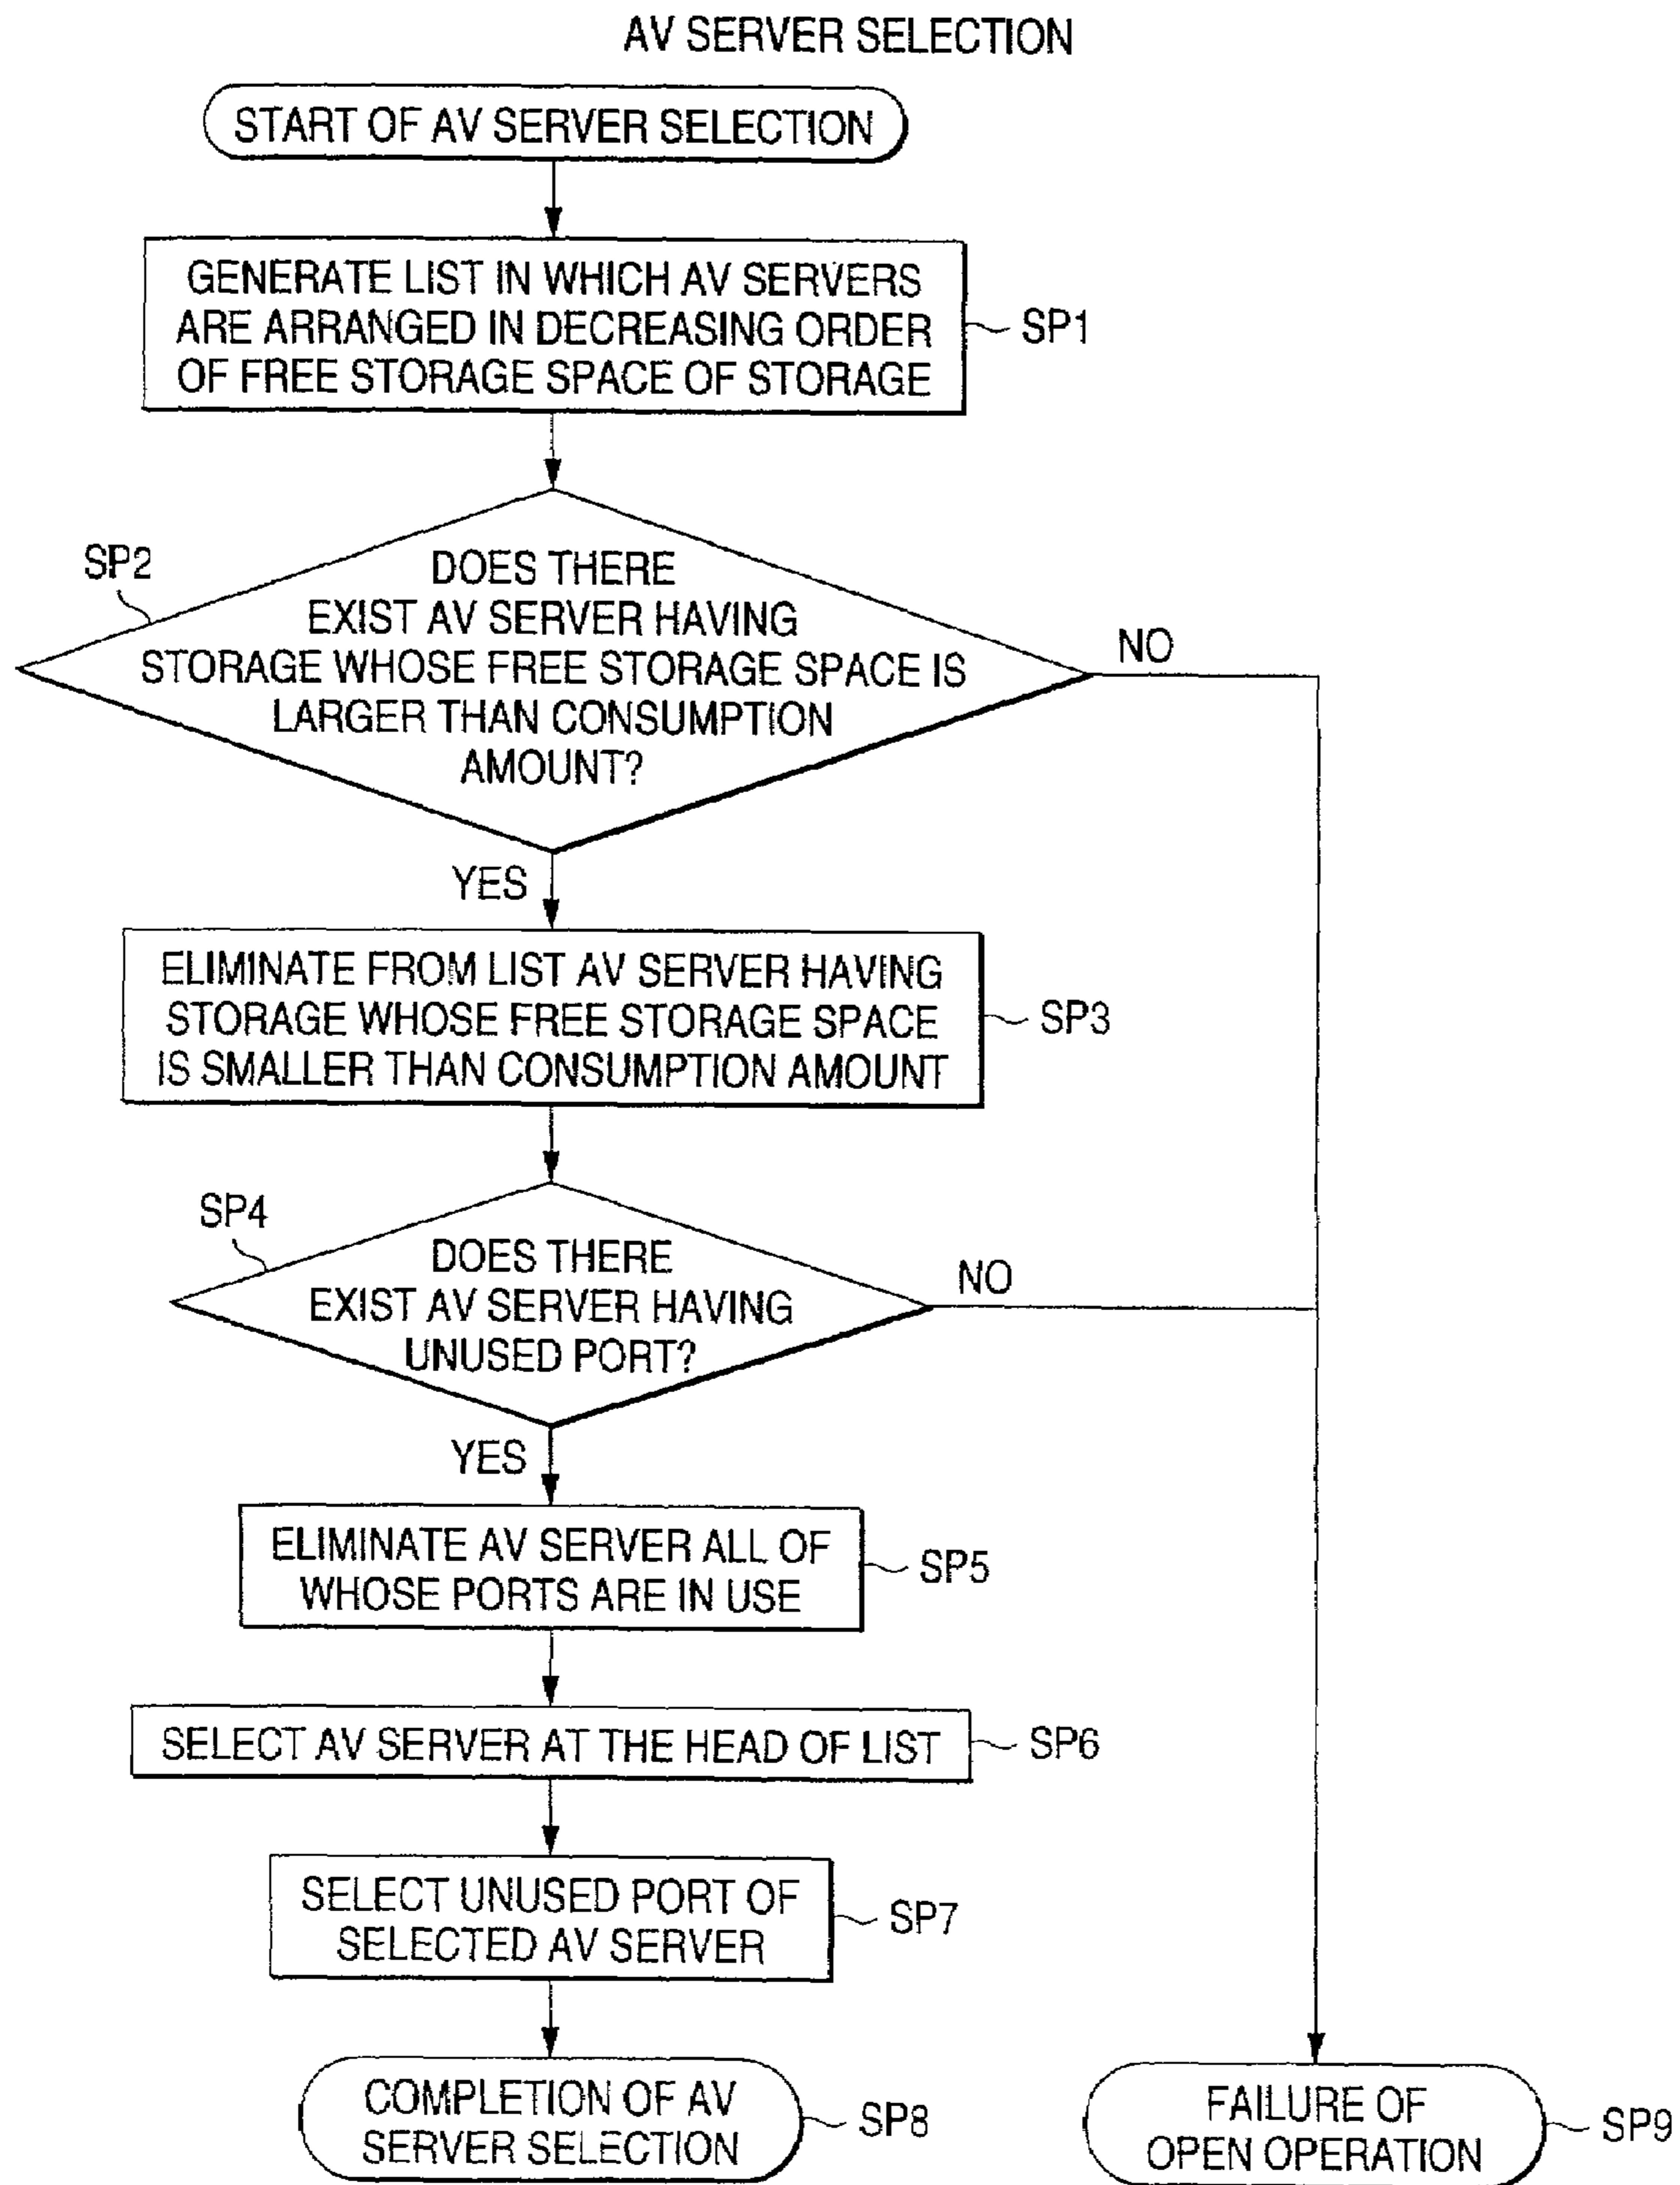 AV SERVER SELECTION
START OF AV SERVER SELECTION
GENERATE LIST IN WHICH AV SERVERS
ARE ARRANGED IN DECREASING ORDER
OF FREE STORAGE SPACE OF STORAGE
SP1
SP2
DOES THERE
EXIST AV SERVER HAVING
STORAGE WHOSE FREE STORAGE SPACE IS
LARGER THAN CONSUMPTION
AMOUNT?
NO
YES
ELIMINATE FROM LIST AV SERVER HAVING
STORAGE WHOSE FREE STORAGE SPACE
IS SMALLER THAN CONSUMPTION AMOUNT
SP3
SP4
DOES THERE
EXIST AV SERVER HAVING
UNUSED PORT?
NO
YES
ELIMINATE AV SERVER ALL OF
WHOSE PORTS ARE IN USE
SP5
SELECT AV SERVER AT THE HEAD OF LIST
SP6
SELECT UNUSED PORT OF
SELECTED AV SERVER
SP7
COMPLETION OF AV
SERVER SELECTION
SP8
FAILURE OF
OPEN OPERATION
SP9